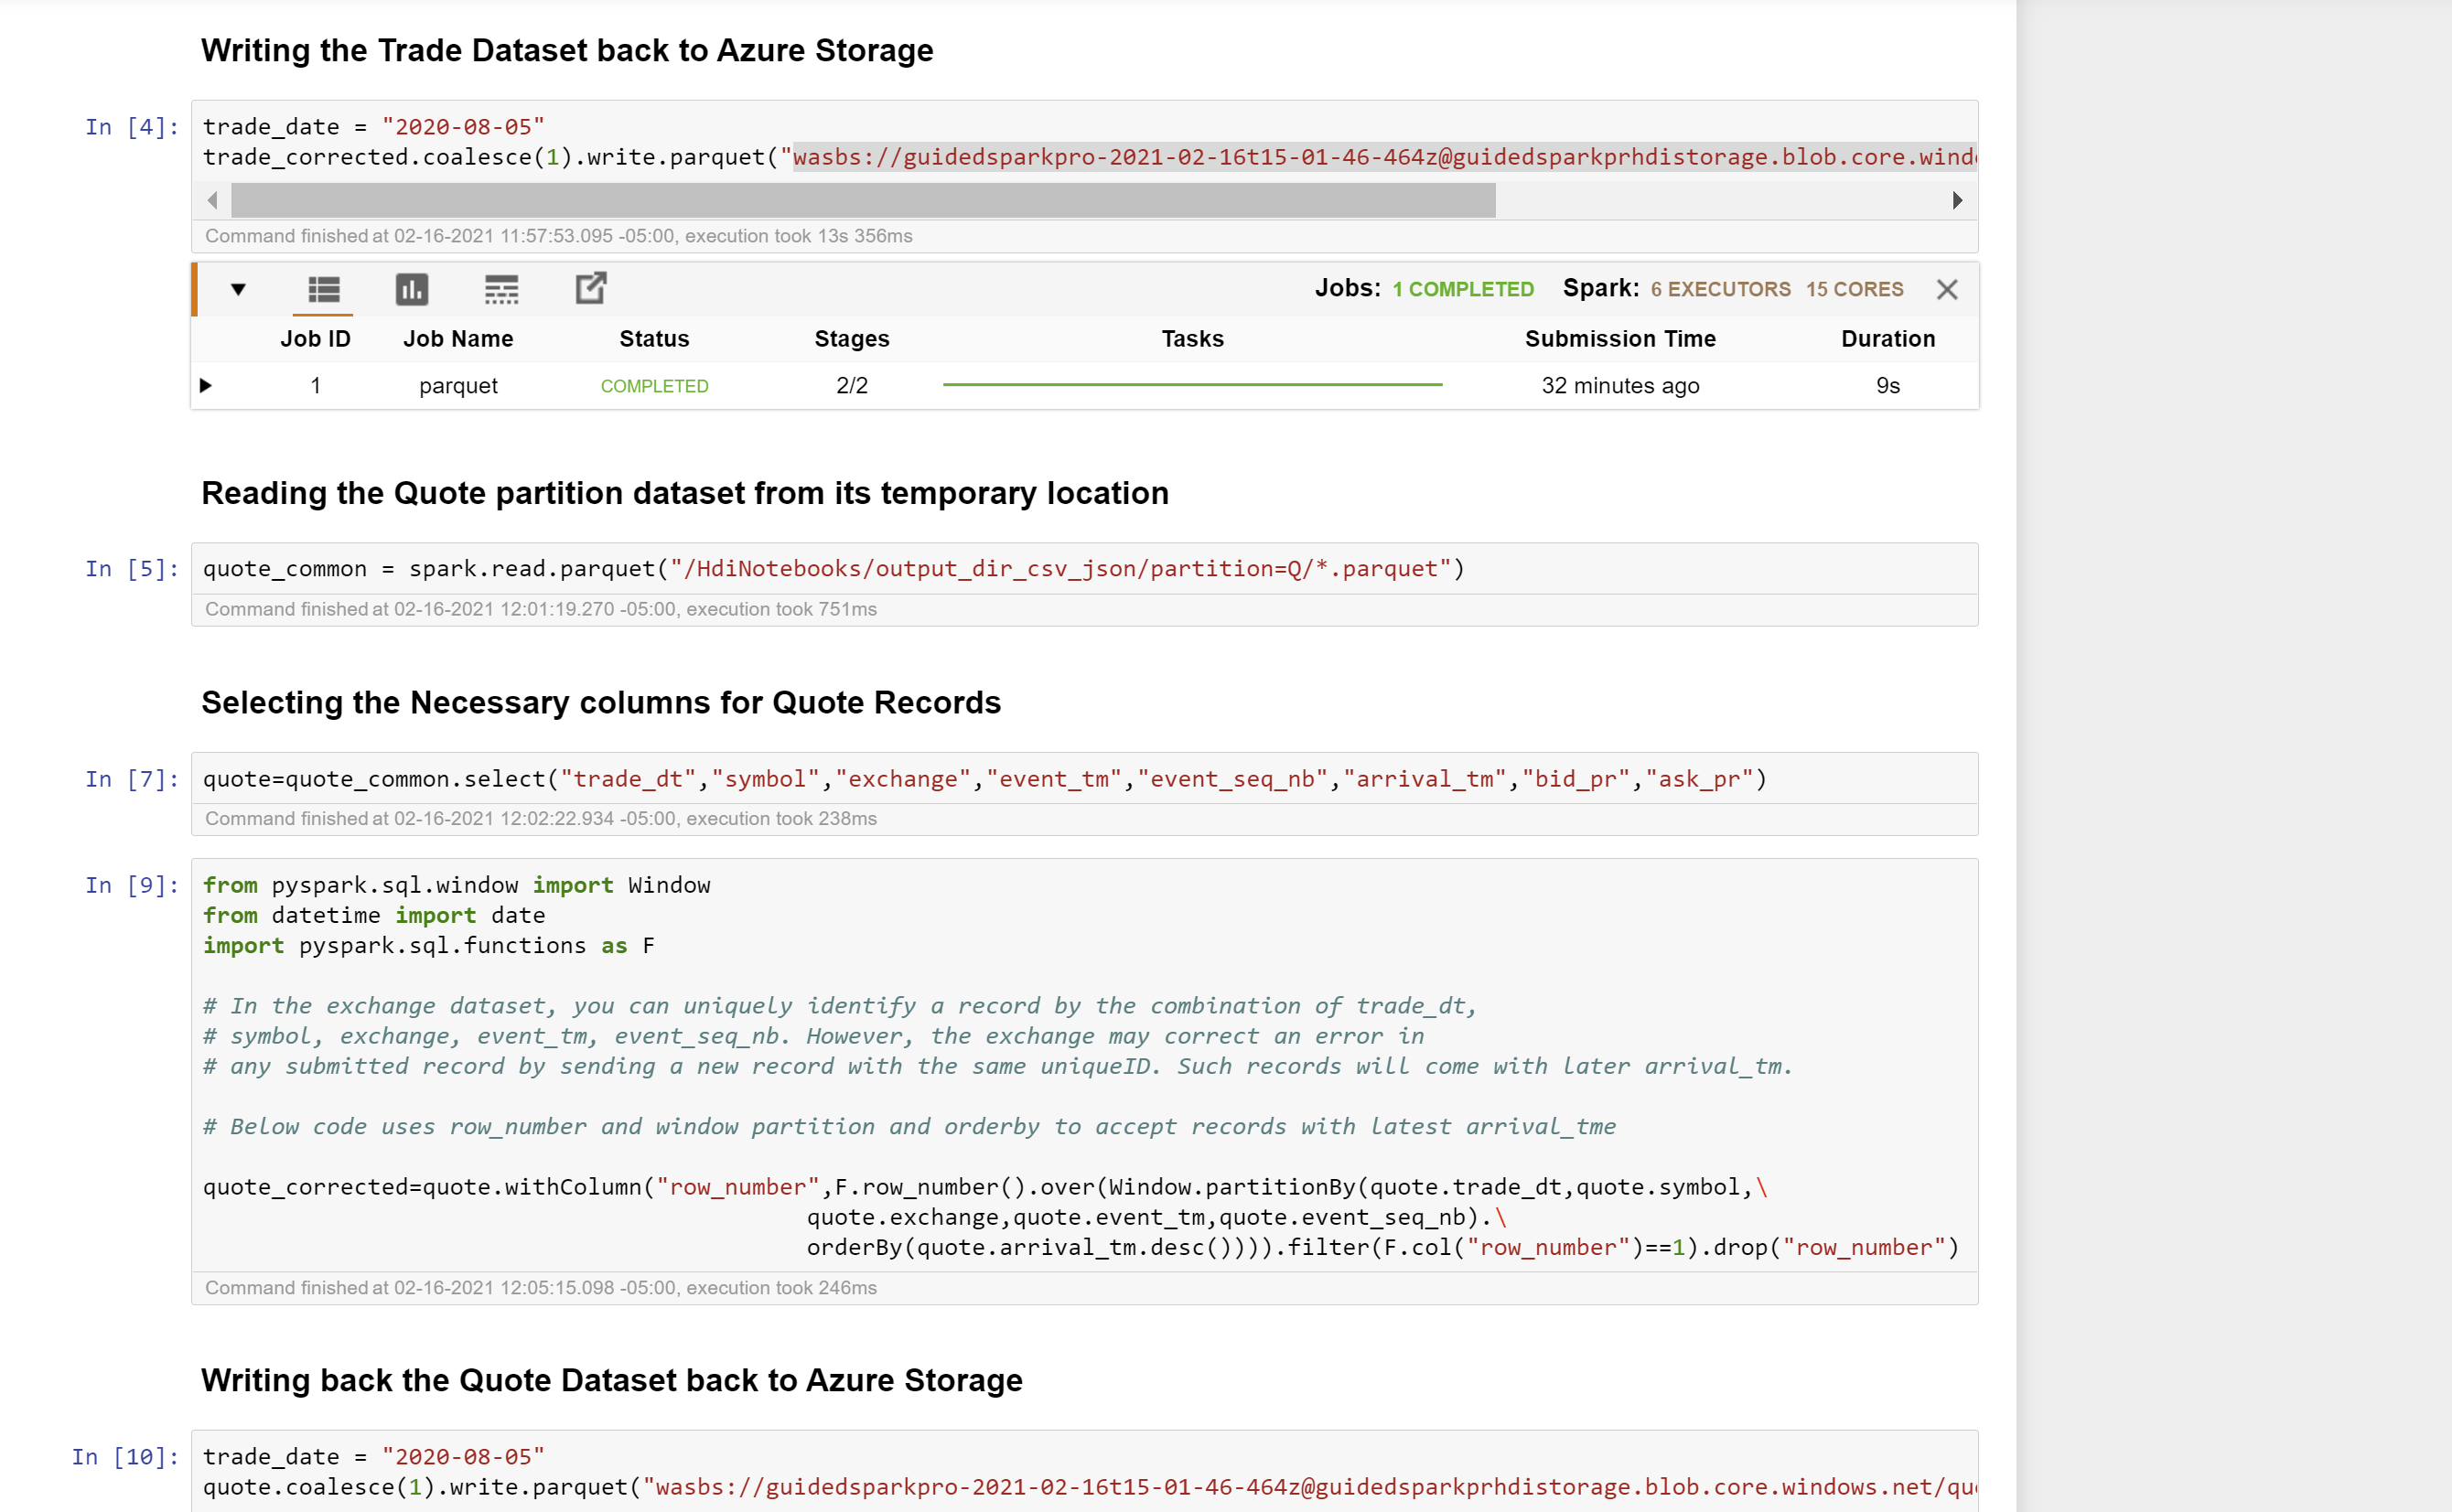 Writing the Trade Dataset back to Azure Storage
In [4]:
trade_date = "2020-08-05"
trade_corrected.coalesce(1).write.parquet("wasbs://guidedsparkpro-2021-02-16t15-01-46-464z@guidedsparkprhdistorage.blob.core.wind
Command finished at 02-16-2021 11:57:53.095 -05:00, execution took 13s 356ms
Jobs: 1 COMPLETED Spark: 6 EXECUTORS 15 CORES
Job ID Job Name Status Stages Tasks Submission Time Duration
1 parquet COMPLETED 2/2 32 minutes ago 9s
Reading the Quote partition dataset from its temporary location
In [5]:
quote_common = spark.read.parquet("/HdiNotebooks/output_dir_csv_json/partition=Q/*.parquet")
Command finished at 02-16-2021 12:01:19.270 -05:00, execution took 751ms
Selecting the Necessary columns for Quote Records
In [7]:
quote=quote_common.select("trade_dt","symbol","exchange","event_tm","event_seq_nb","arrival_tm","bid_pr","ask_pr")
Command finished at 02-16-2021 12:02:22.934 -05:00, execution took 238ms
In [9]:
from pyspark.sql.window import Window
from datetime import date
import pyspark.sql.functions as F
# In the exchange dataset, you can uniquely identify a record by the combination of trade_dt,
# symbol, exchange, event_tm, event_seq_nb. However, the exchange may correct an error in
# any submitted record by sending a new record with the same uniqueID. Such records will come with later arrival_tm.
# Below code uses row_number and window partition and orderby to accept records with latest arrival_tme
quote_corrected=quote.withColumn("row_number",F.row_number().over(Window.partitionBy(quote.trade_dt,quote.symbol,\
quote.exchange,quote.event_tm,quote.event_seq_nb).\
orderBy(quote.arrival_tm.desc()))).filter(F.col("row_number")==1).drop("row_number")
Command finished at 02-16-2021 12:05:15.098 -05:00, execution took 246ms
Writing back the Quote Dataset back to Azure Storage
In [10]:
trade_date = "2020-08-05"
quote.coalesce(1).write.parquet("wasbs://guidedsparkpro-2021-02-16t15-01-46-464z@guidedsparkprhdistorage.blob.core.windows.net/qu